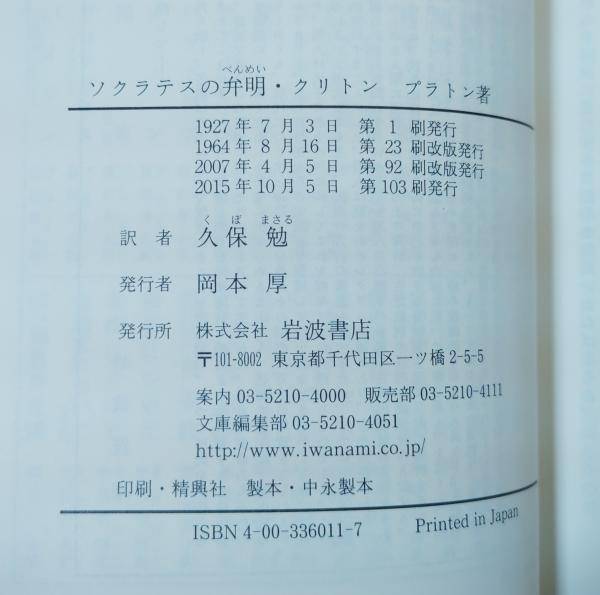 べんめい
ソクラテスの弁明・クリトン　プラトン著
1927年7月3日　第1刷発行
1964年8月16日　第23刷改版発行
2007年4月5日　第92刷改版発行
2015年10月5日　第103刷発行
くぼ　まさる
訳者　久保勉
発行者　岡本厚
発行所　株式会社　岩波書店
〒101-8002　東京都千代田区一ツ橋2-5-5
案内03-5210-4000　販売部03-5210-4111
文庫編集部03-5210-4051
http://www.iwanami.co.jp/
印刷・精興社　製本・中永製本
ISBN 4-00-336011-7　Printed in Japan